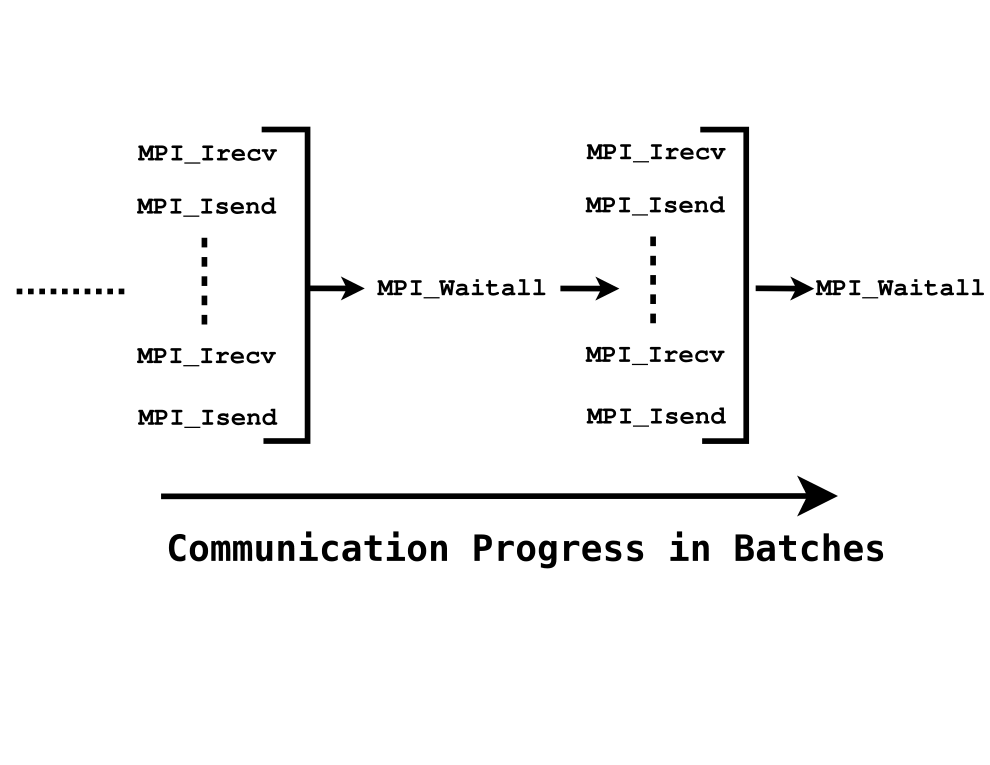 MPI_Irecv
MPI_Isend
MPI_Irecv
MPI_Isend
MPI_Waitall
MPI_Irecv
MPI_Isend
MPI_Irecv
MPI_Isend
MPI_Waitall
Communication Progress in Batches